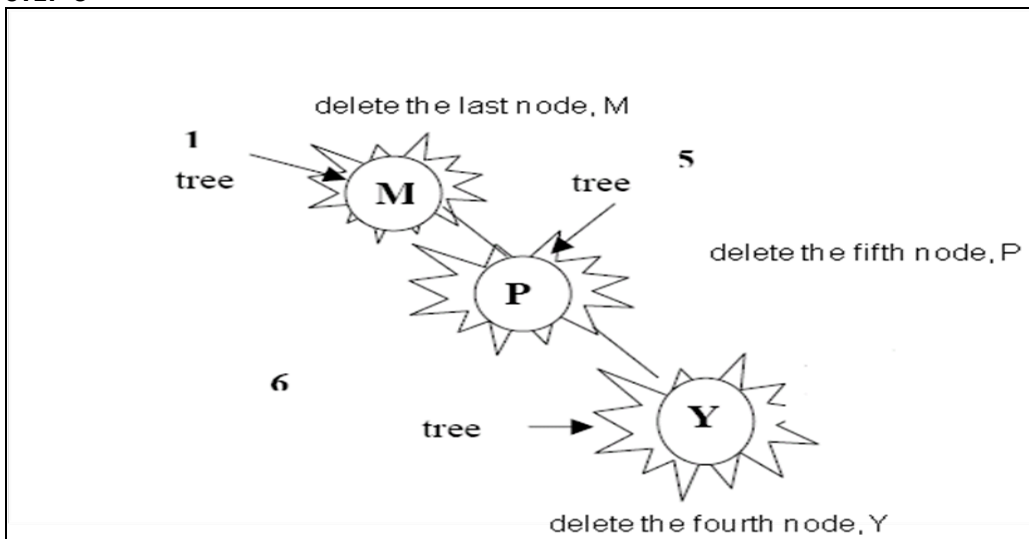 delete the last node, M
1
tree
M
5
tree
delete the fifth node, P
P
6
tree
Y
delete the fourth node, Y